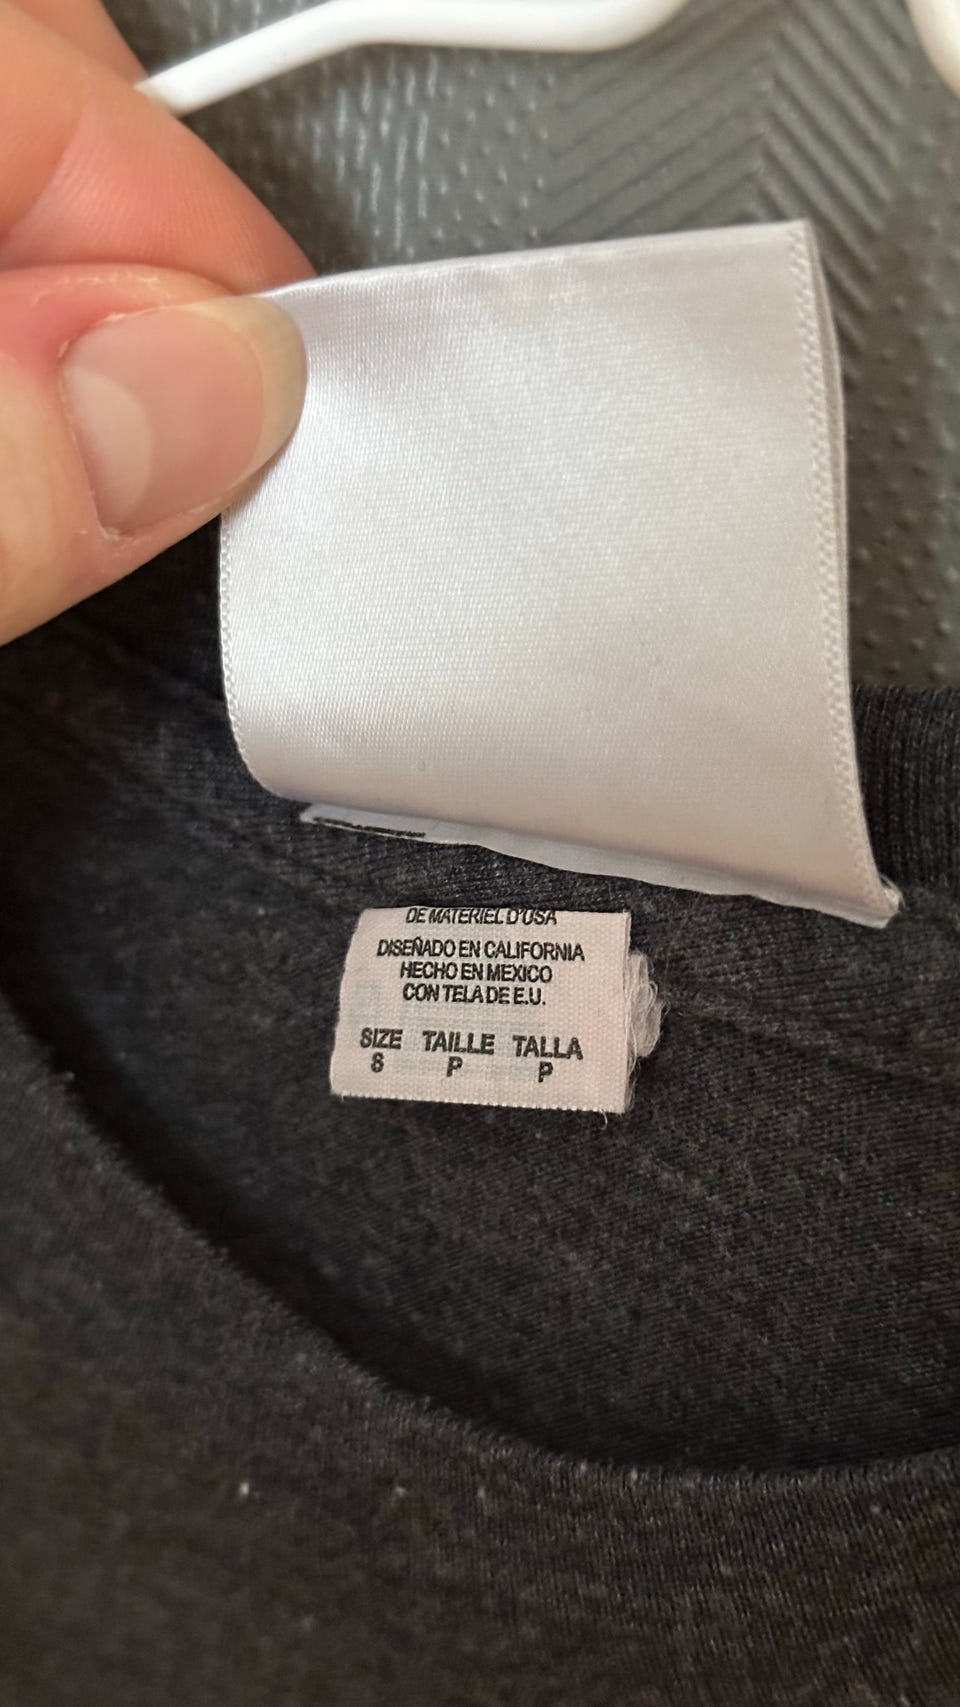 DE MATERIEL D'USA
DISEÑADO EN CALIFORNIA
HECHO EN MEXICO
CON TELA DE E.U.
SIZE TAILLE TALLA
S P P